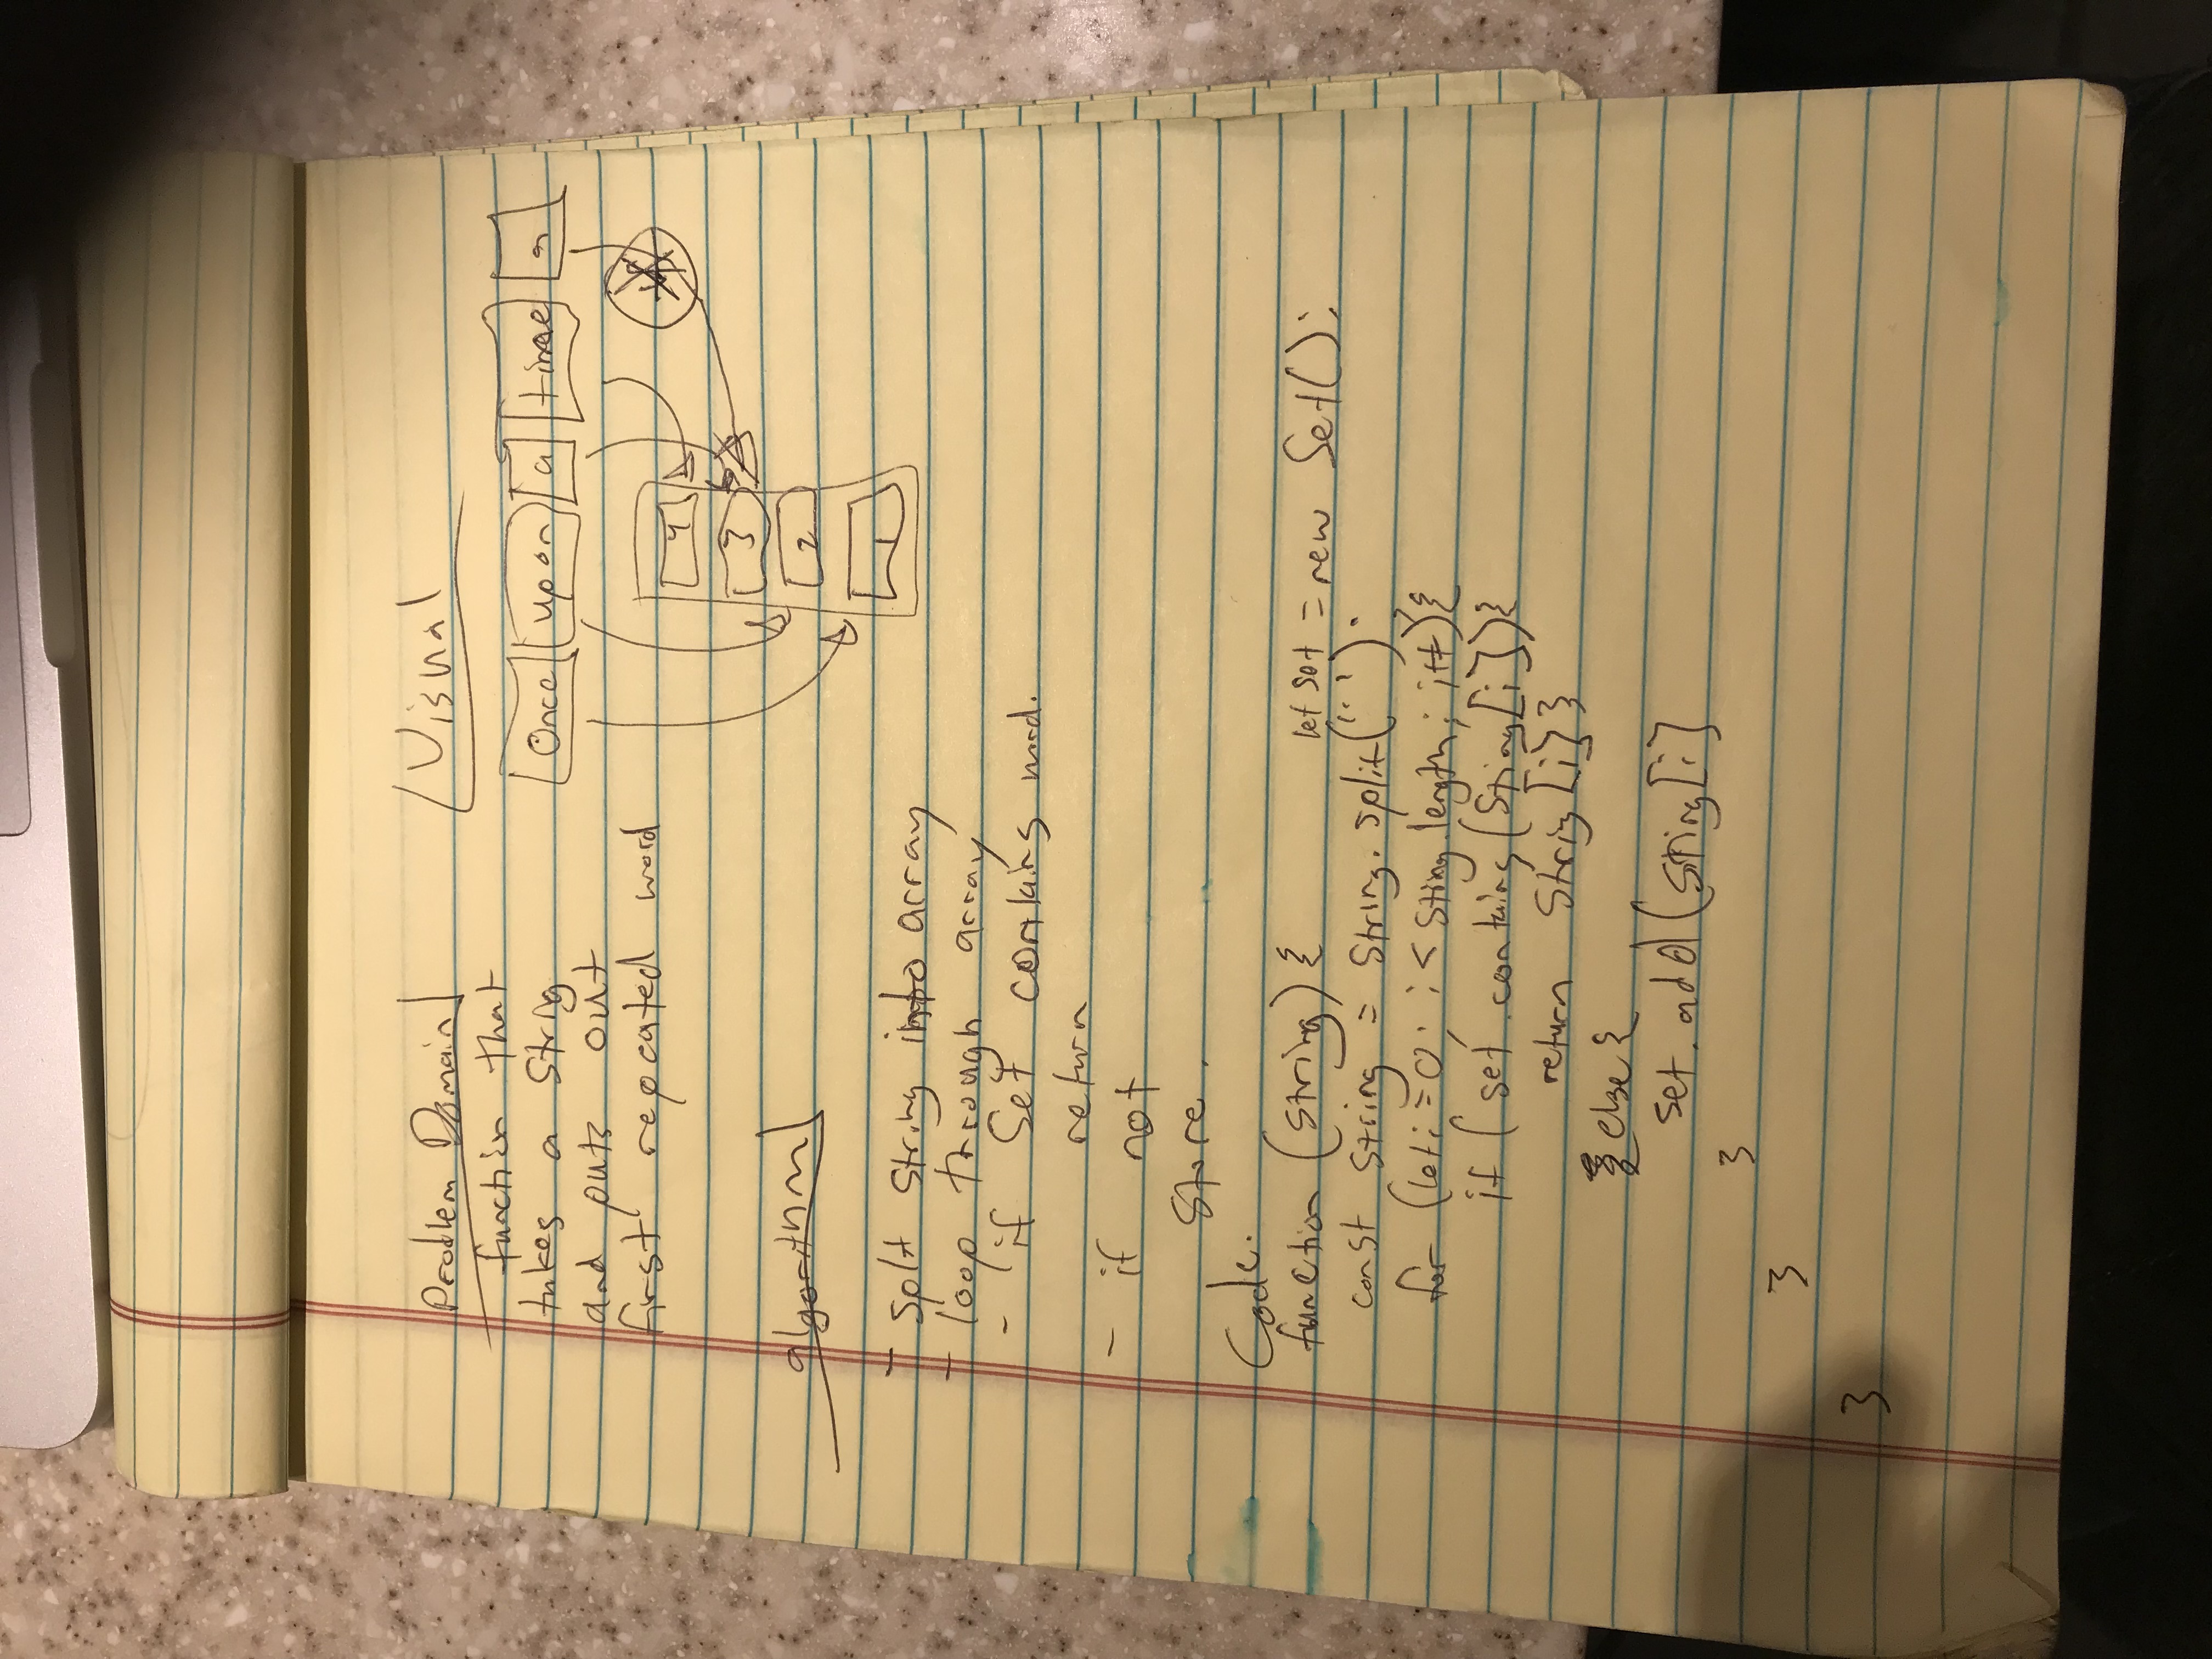 Problem Domain
function that
takes a string
and puts out
first repeated word
Visual
Once upon a time a
4
3
2
1
algorithm
- split string into array
- loop through array
- if Set contains word.
return
- if not
store.
Code.
function (string) {
let set = new Set();
const string = string.split(" ");
for (let i = 0; i < string.length; i++) {
if (set.contains(string[i]) {
return string[i] }
else {
set.add(string[i]
}
}
}